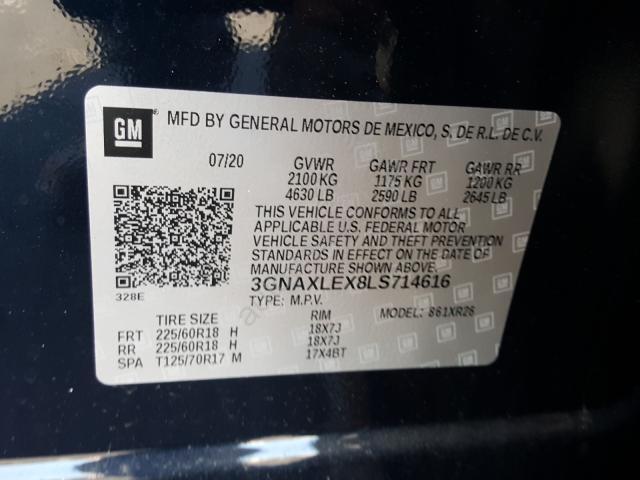 GM
MFD BY GENERAL MOTORS DE MEXICO, S. DE R.L. DE C.V.
07/20 GVWR GAWR FRT GAWR RR
2100 KG 1175 KG 1200 KG
4630 LB 2590 LB 2645 LB
THIS VEHICLE CONFORMS TO ALL
APPLICABLE U.S. FEDERAL MOTOR
VEHICLE SAFETY AND THEFT PREVENTION
STANDARDS IN EFFECT ON THE DATE OF
MANUFACTURE SHOWN ABOVE.
328E
3GNAXLEX8LS714616
TYPE: M.P.V. MODEL: 861XR26
TIRE SIZE RIM
FRT 225/60R18 H 18X7J
RR 225/60R18 H 18X7J
SPA T125/70R17 M 17X4BT